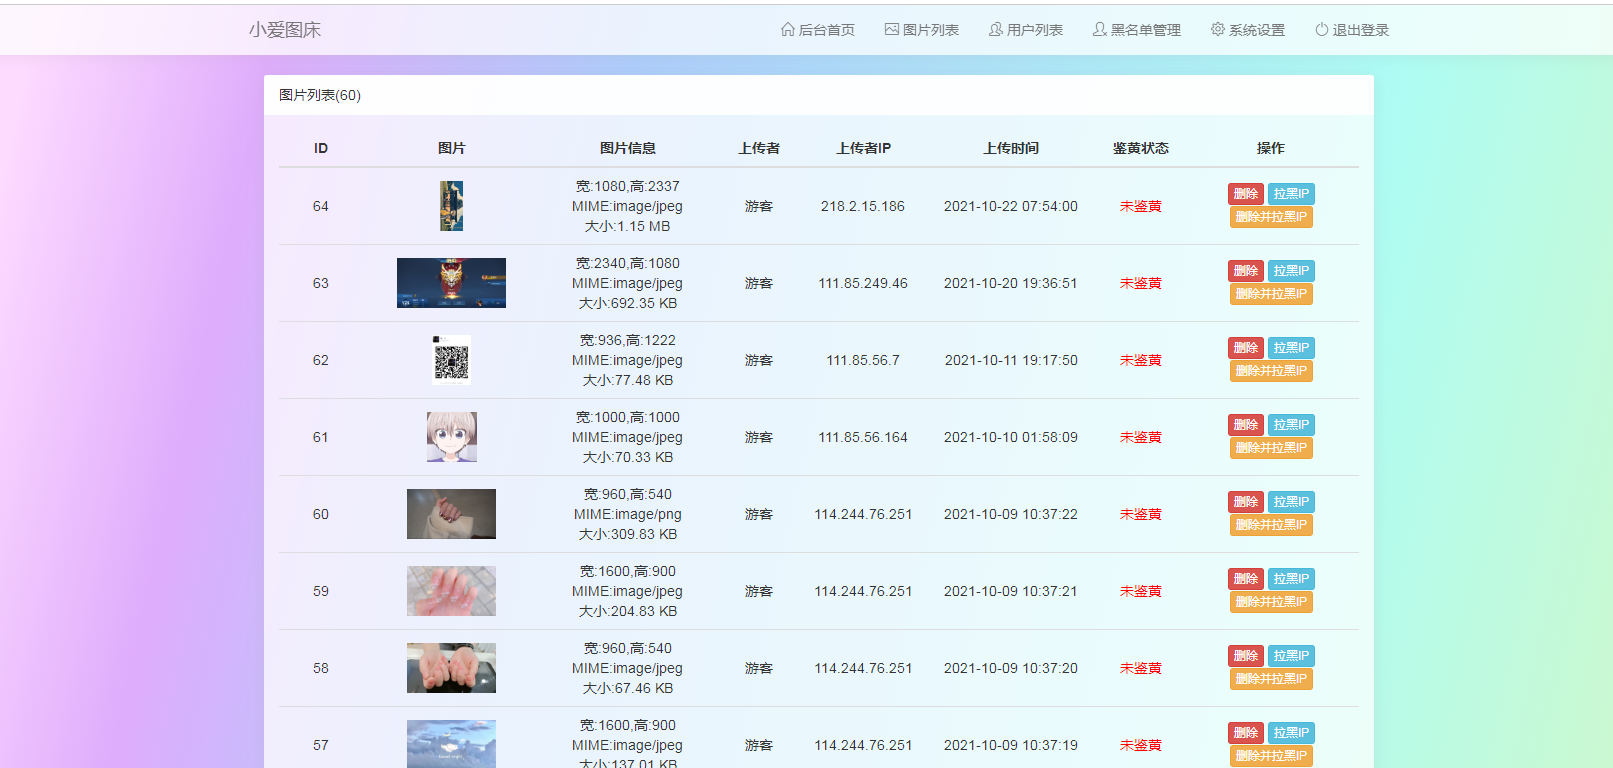 小爱图床 后台首页 图片列表 用户列表 黑名单管理 系统设置 退出登录
图片列表(60)
ID 图片 图片信息 上传者 上传者IP 上传时间 鉴黄状态 操作
宽:1080,高:2337
MIME:image/jpeg
大小:1.15 MB
64 游客 218.2.15.186 2021-10-22 07:54:00 未鉴黄
删除 拉黑IP
删除并拉黑IP
宽:2340,高:1080
MIME:image/jpeg
大小:692.35 KB
63 游客 111.85.249.46 2021-10-20 19:36:51 未鉴黄
删除 拉黑IP
删除并拉黑IP
宽:936,高:1222
MIME:image/jpeg
大小:77.48 KB
62 游客 111.85.56.7 2021-10-11 19:17:50 未鉴黄
删除 拉黑IP
删除并拉黑IP
宽:1000,高:1000
MIME:image/jpeg
大小:70.33 KB
61 游客 111.85.56.164 2021-10-10 01:58:09 未鉴黄
删除 拉黑IP
删除并拉黑IP
宽:960,高:540
MIME:image/png
大小:309.83 KB
60 游客 114.244.76.251 2021-10-09 10:37:22 未鉴黄
删除 拉黑IP
删除并拉黑IP
宽:1600,高:900
MIME:image/jpeg
大小:204.83 KB
59 游客 114.244.76.251 2021-10-09 10:37:21 未鉴黄
删除 拉黑IP
删除并拉黑IP
宽:960,高:540
MIME:image/jpeg
大小:67.46 KB
58 游客 114.244.76.251 2021-10-09 10:37:20 未鉴黄
删除 拉黑IP
删除并拉黑IP
宽:1600,高:900
MIME:image/jpeg
大小:137.01 KB
57 游客 114.244.76.251 2021-10-09 10:37:19 未鉴黄
删除 拉黑IP
删除并拉黑IP